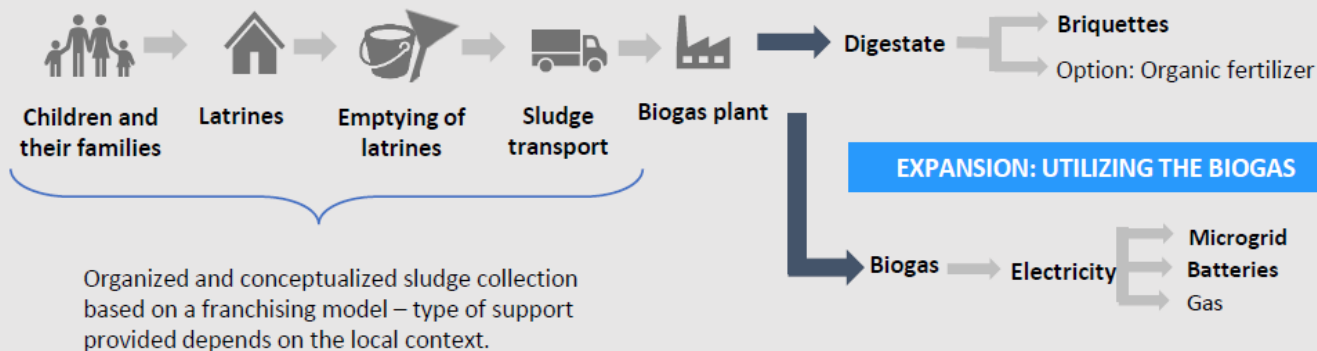 Children and
their families
Latrines
Emptying of
latrines
Sludge
transport
Biogas plant
Digestate
Briquettes
Option: Organic fertilizer
EXPANSION: UTILIZING THE BIOGAS
Biogas
Electricity
Microgrid
Batteries
Gas
Organized and conceptualized sludge collection
based on a franchising model – type of support
provided depends on the local context.